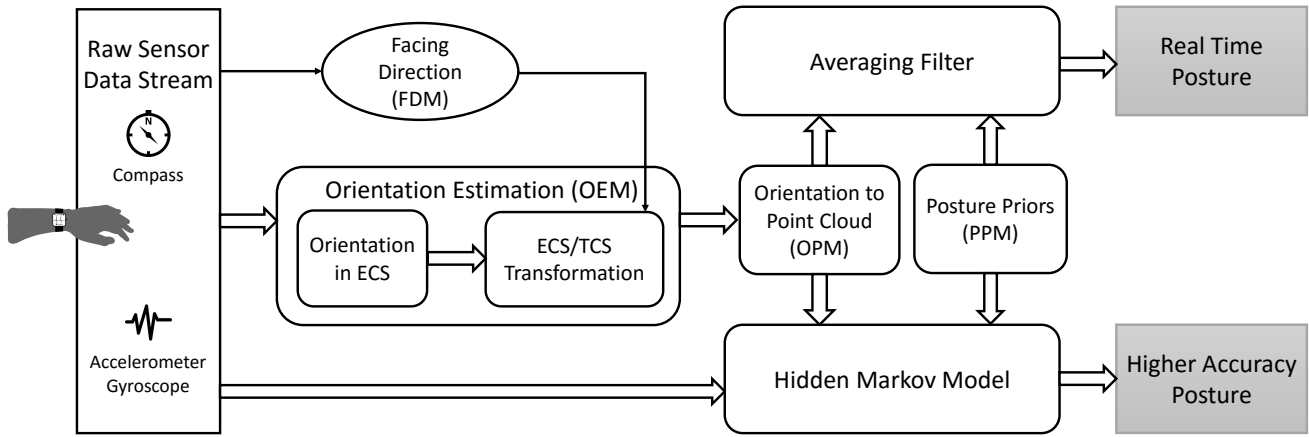 Raw Sensor
Data Stream
N
Compass
Accelerometer
Gyroscope
Facing
Direction
(FDM)
Orientation Estimation (OEM)
Orientation
in ECS
ECS/TCS
Transformation
Orientation to
Point Cloud
(OPM)
Posture Priors
(PPM)
Averaging Filter
Hidden Markov Model
Real Time
Posture
Higher Accuracy
Posture